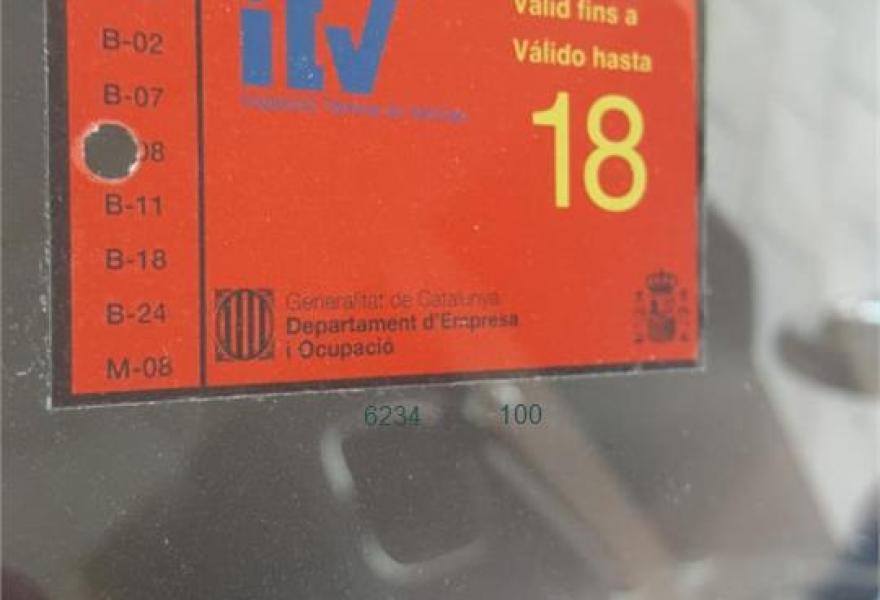 B-02
B-07
08
B-11
B-18
B-24
M-08
itv
Vàlid fins a
Válido hasta
18
Generalitat de Catalunya
Departament d'Empresa
i Ocupació
6234 100